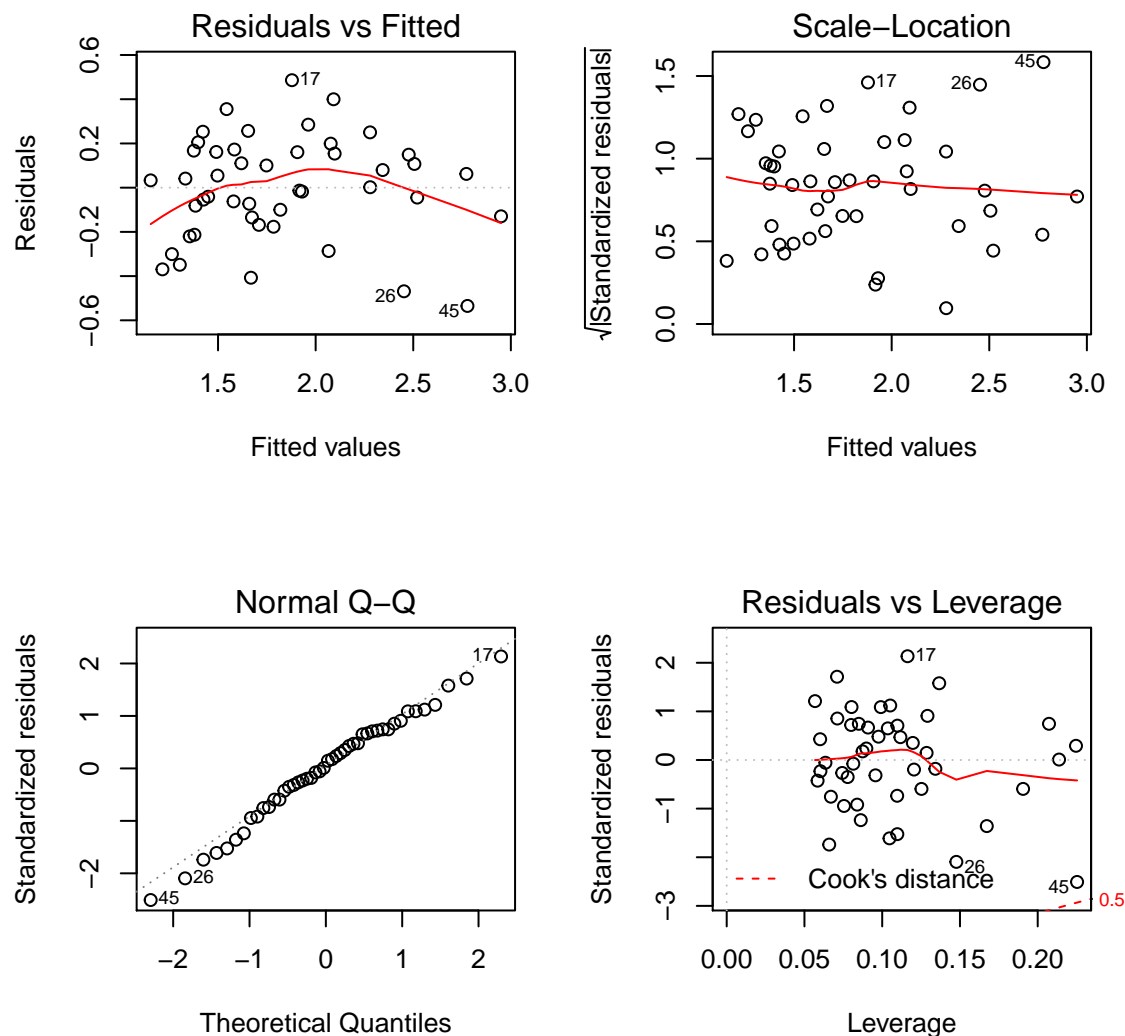 Residuals vs Fitted
Residuals
0.6
0.2
−0.2
−0.6
17
26
45
1.5 2.0 2.5 3.0
Fitted values
Scale−Location
√|Standardized residuals|
1.5
1.0
0.5
0.0
45
17
26
1.5 2.0 2.5 3.0
Fitted values
Normal Q−Q
Standardized residuals
2
1
0
−2
17
26
45
−2 −1 0 1 2
Theoretical Quantiles
Residuals vs Leverage
Standardized residuals
2
1
0
−1
−3
17
26
Cook's distance
45
0.5
0.00 0.05 0.10 0.15 0.20
Leverage